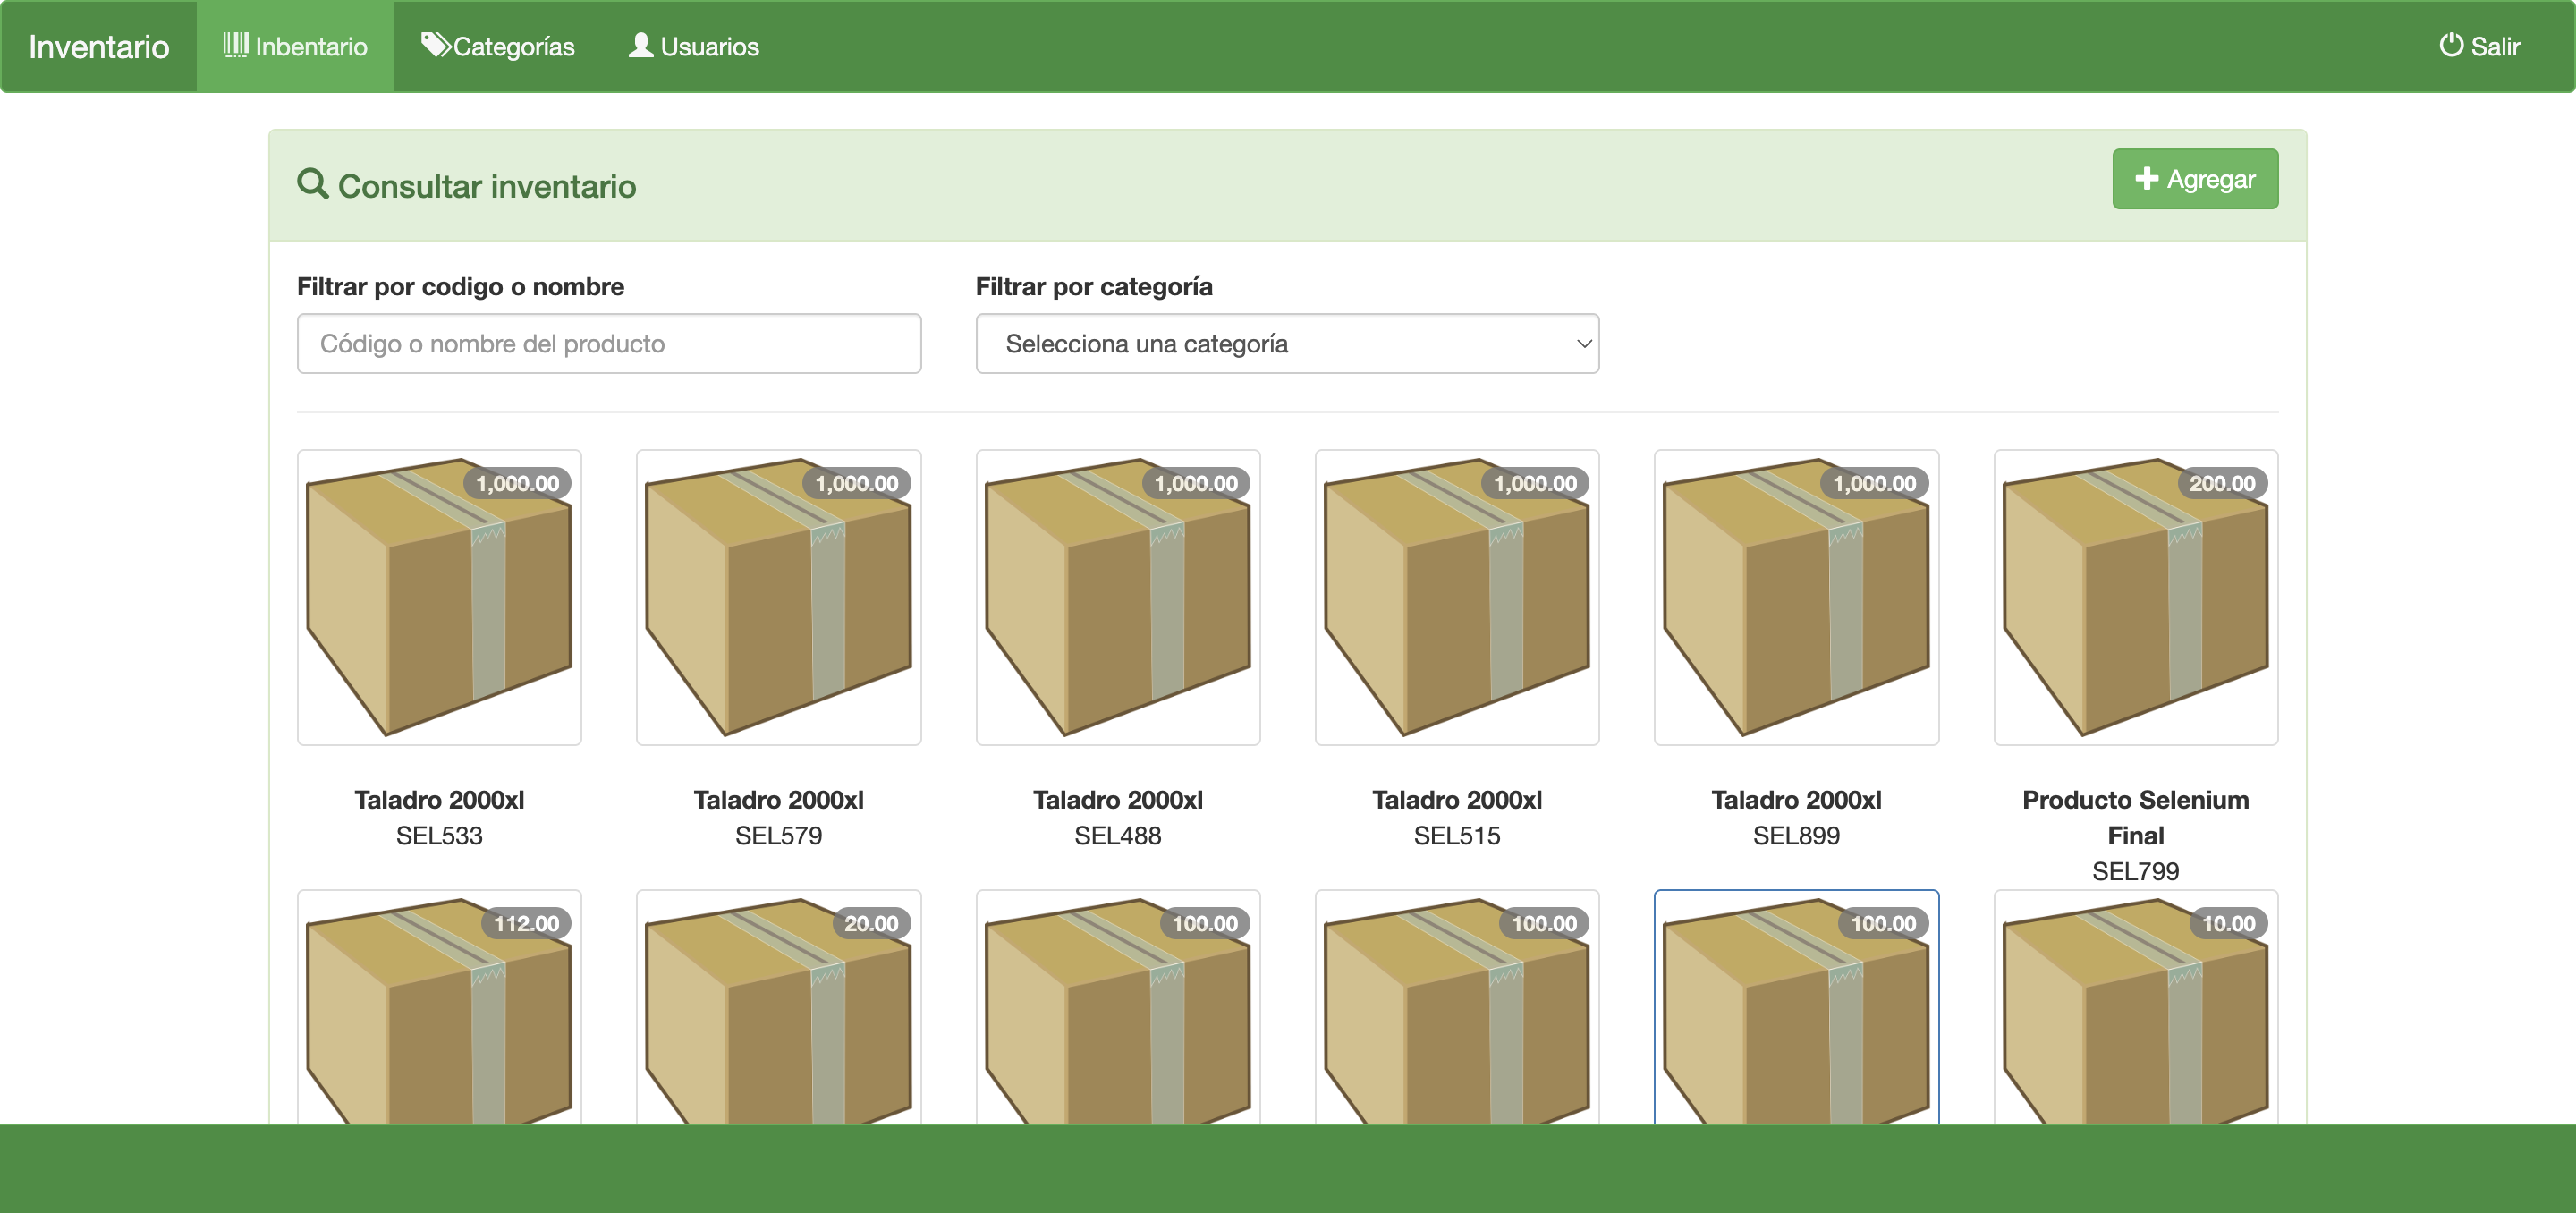 Inventario
Inbentario
Categorías
Usuarios
Salir
Consultar inventario
Agregar
Filtrar por codigo o nombre
Filtrar por categoría
Código o nombre del producto
Selecciona una categoría
1,000.00
1,000.00
1,000.00
1,000.00
1,000.00
200.00
Taladro 2000xl
SEL533
Taladro 2000xl
SEL579
Taladro 2000xl
SEL488
Taladro 2000xl
SEL515
Taladro 2000xl
SEL899
Producto Selenium
Final
SEL799
112.00
20.00
100.00
100.00
100.00
10.00